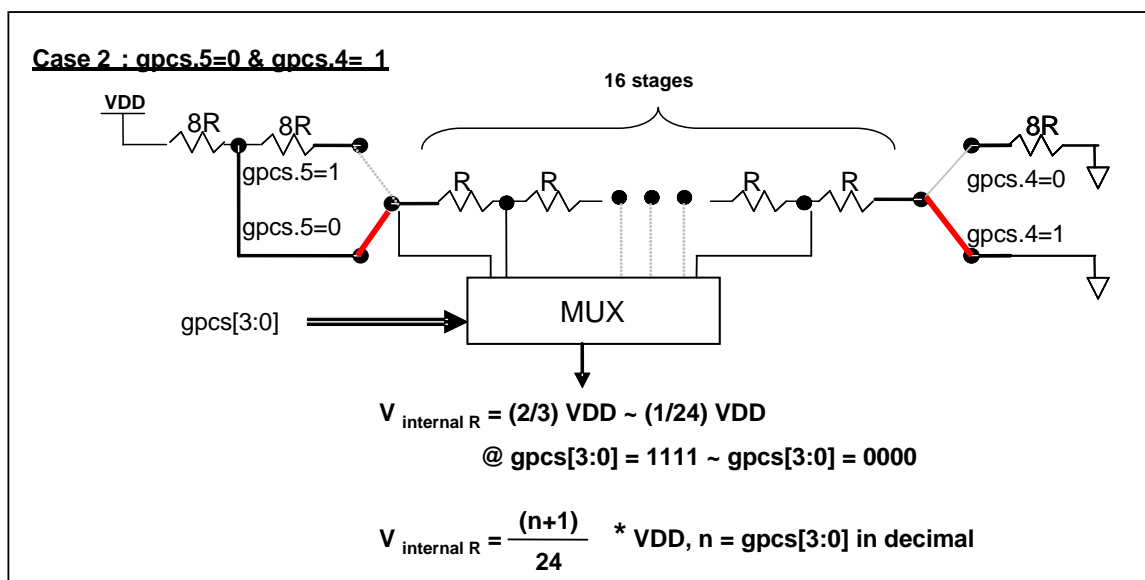 Case 2 : gpcs.5=0 & gpcs.4= 1
16 stages
VDD
8R
8R
8R
gpcs.5=1
R
R
R
R
gpcs.4=0
gpcs.5=0
gpcs.4=1
gpcs[3:0]
MUX
V internal R = (2/3) VDD ~ (1/24) VDD
@ gpcs[3:0] = 1111 ~ gpcs[3:0] = 0000
V internal R = (n+1) / 24 * VDD, n = gpcs[3:0] in decimal